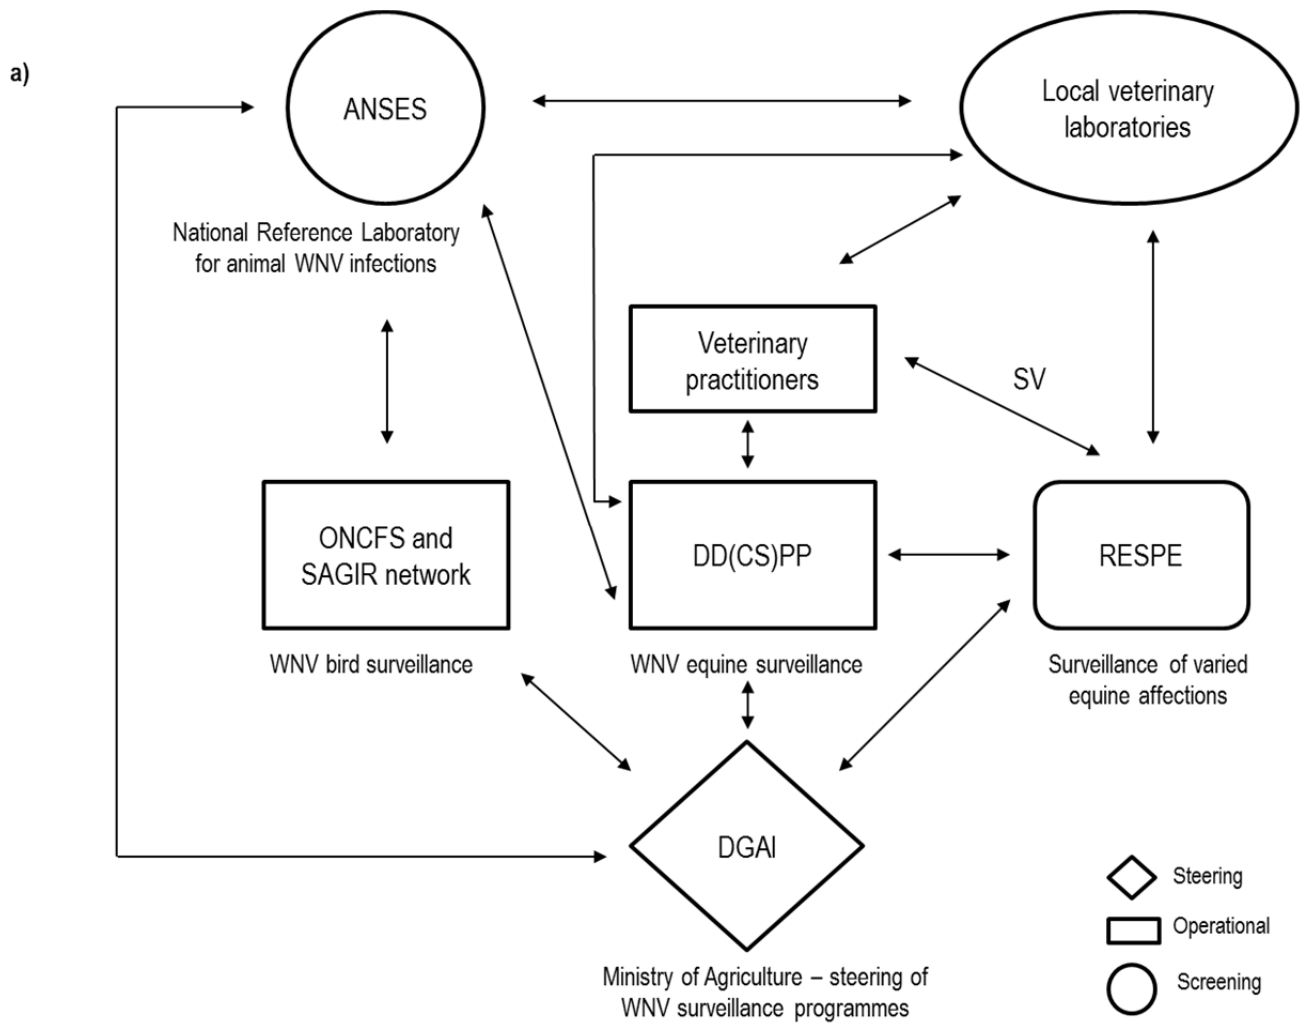 a)
ANSES
Local veterinary
laboratories
National Reference Laboratory
for animal WNV infections
Veterinary
practitioners
SV
ONCFS and
SAGIR network
DD(CS)PP
RESPE
WNV bird surveillance
WNV equine surveillance
Surveillance of varied
equine affections
DGAl
Steering
Operational
Screening
Ministry of Agriculture – steering of
WNV surveillance programmes